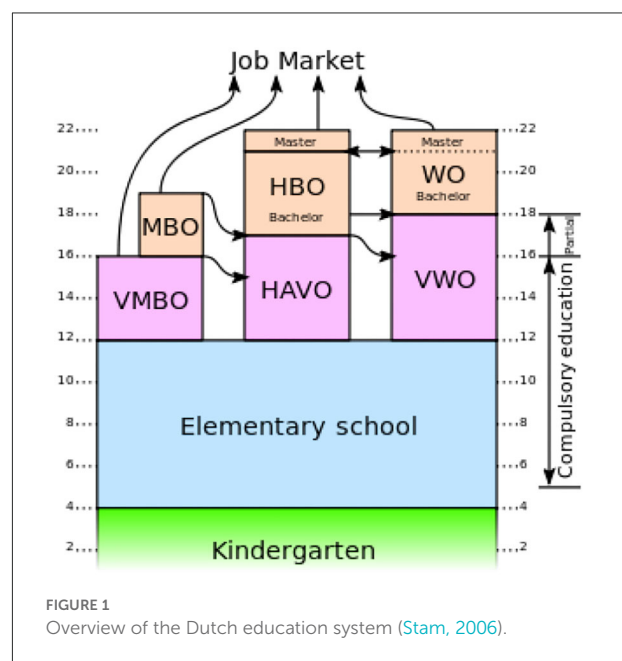 Job Market
22.... Master Master ....22
20.... HBO WO ....20
Bachelor
18.... MBO Bachelor ....18
Partial
16.... ....16
14.... VMBO HAVO VWO ....14
12.... ....12
10.... ....10
8.... Elementary school ....8
6.... ....6
Compulsory education
4.... ....4
2.... Kindergarten ....2
FIGURE 1
Overview of the Dutch education system (Stam, 2006).